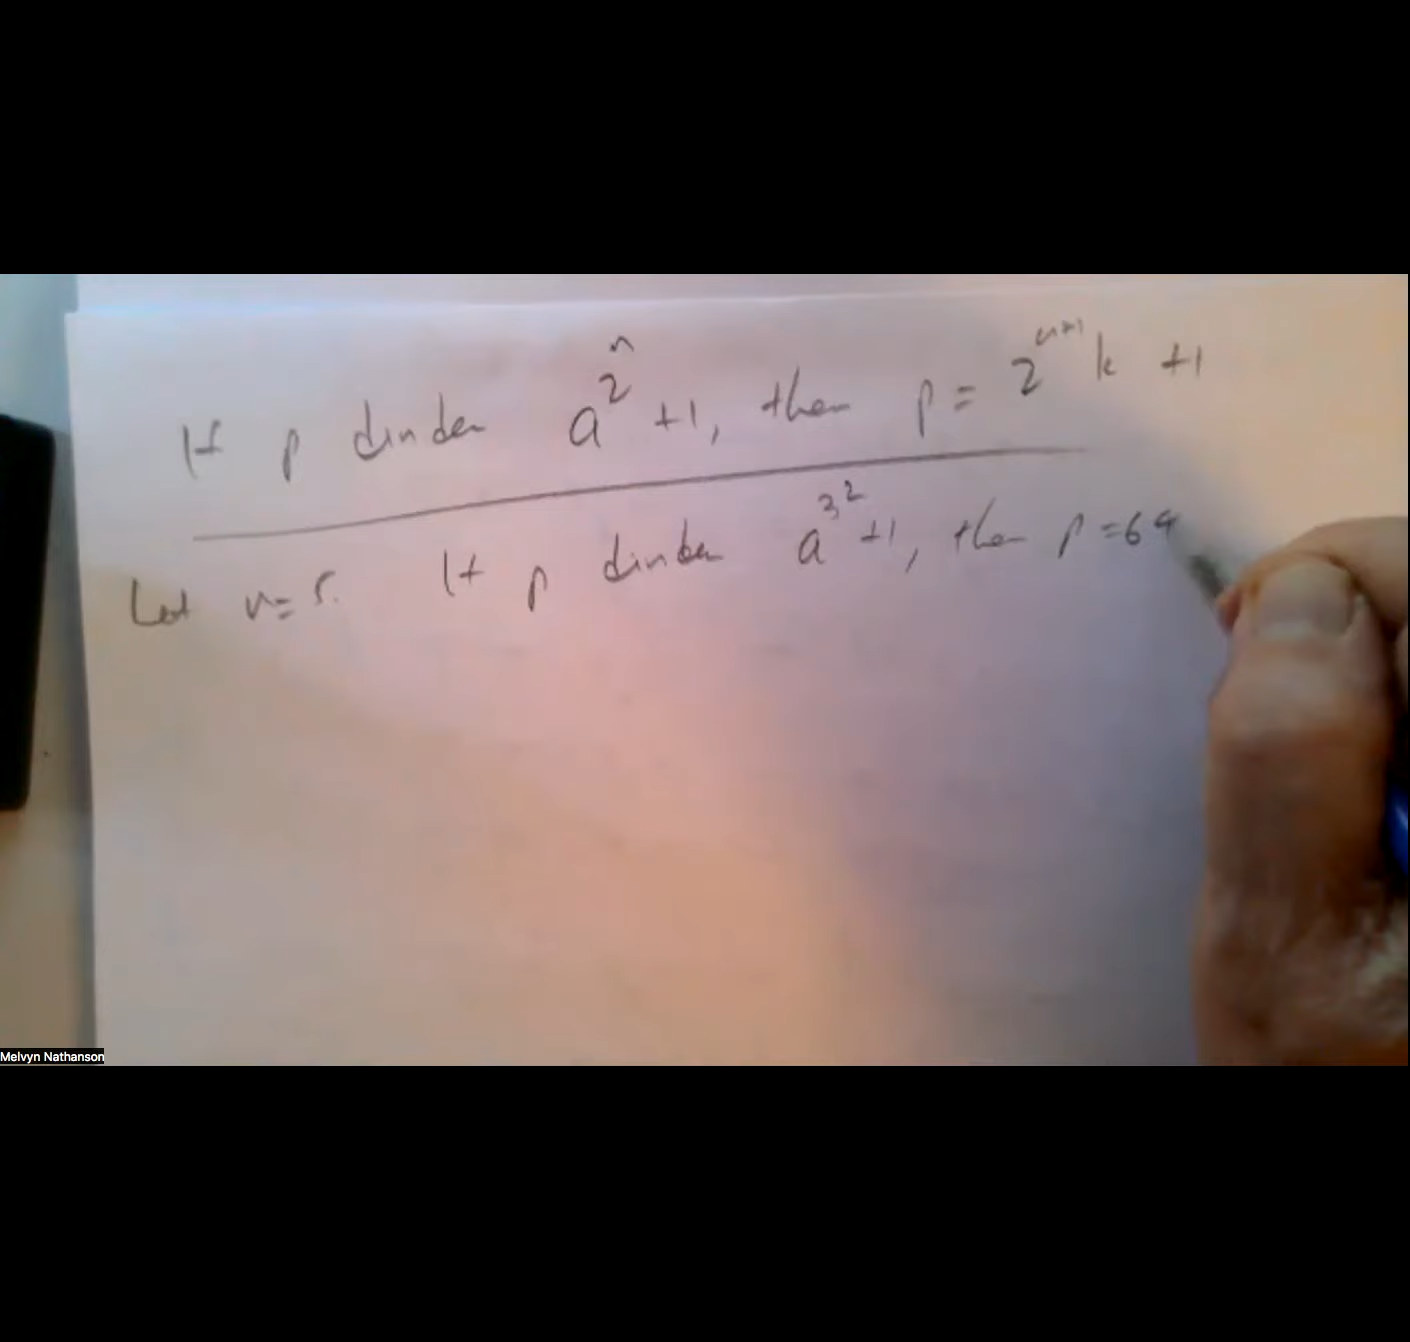 If p divides a^{2^n} + 1, then p = 2^{n+1} k + 1
Let n = 5. If p divides a^{32} + 1, then p = 64
Melvyn Nathanson